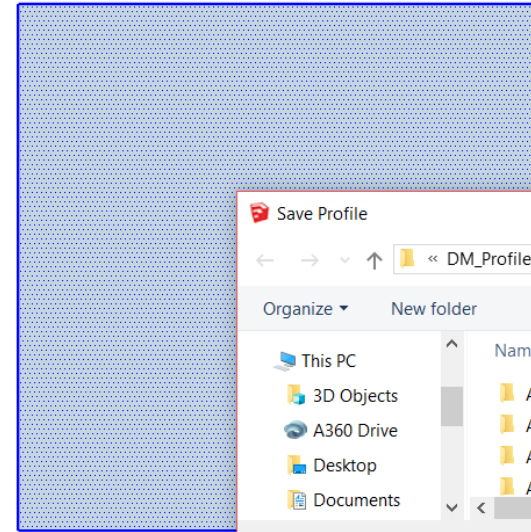 Save Profile
« DM_Profile
Organize New folder
This PC
3D Objects
A360 Drive
Desktop
Documents
Nam
A
A
A
A